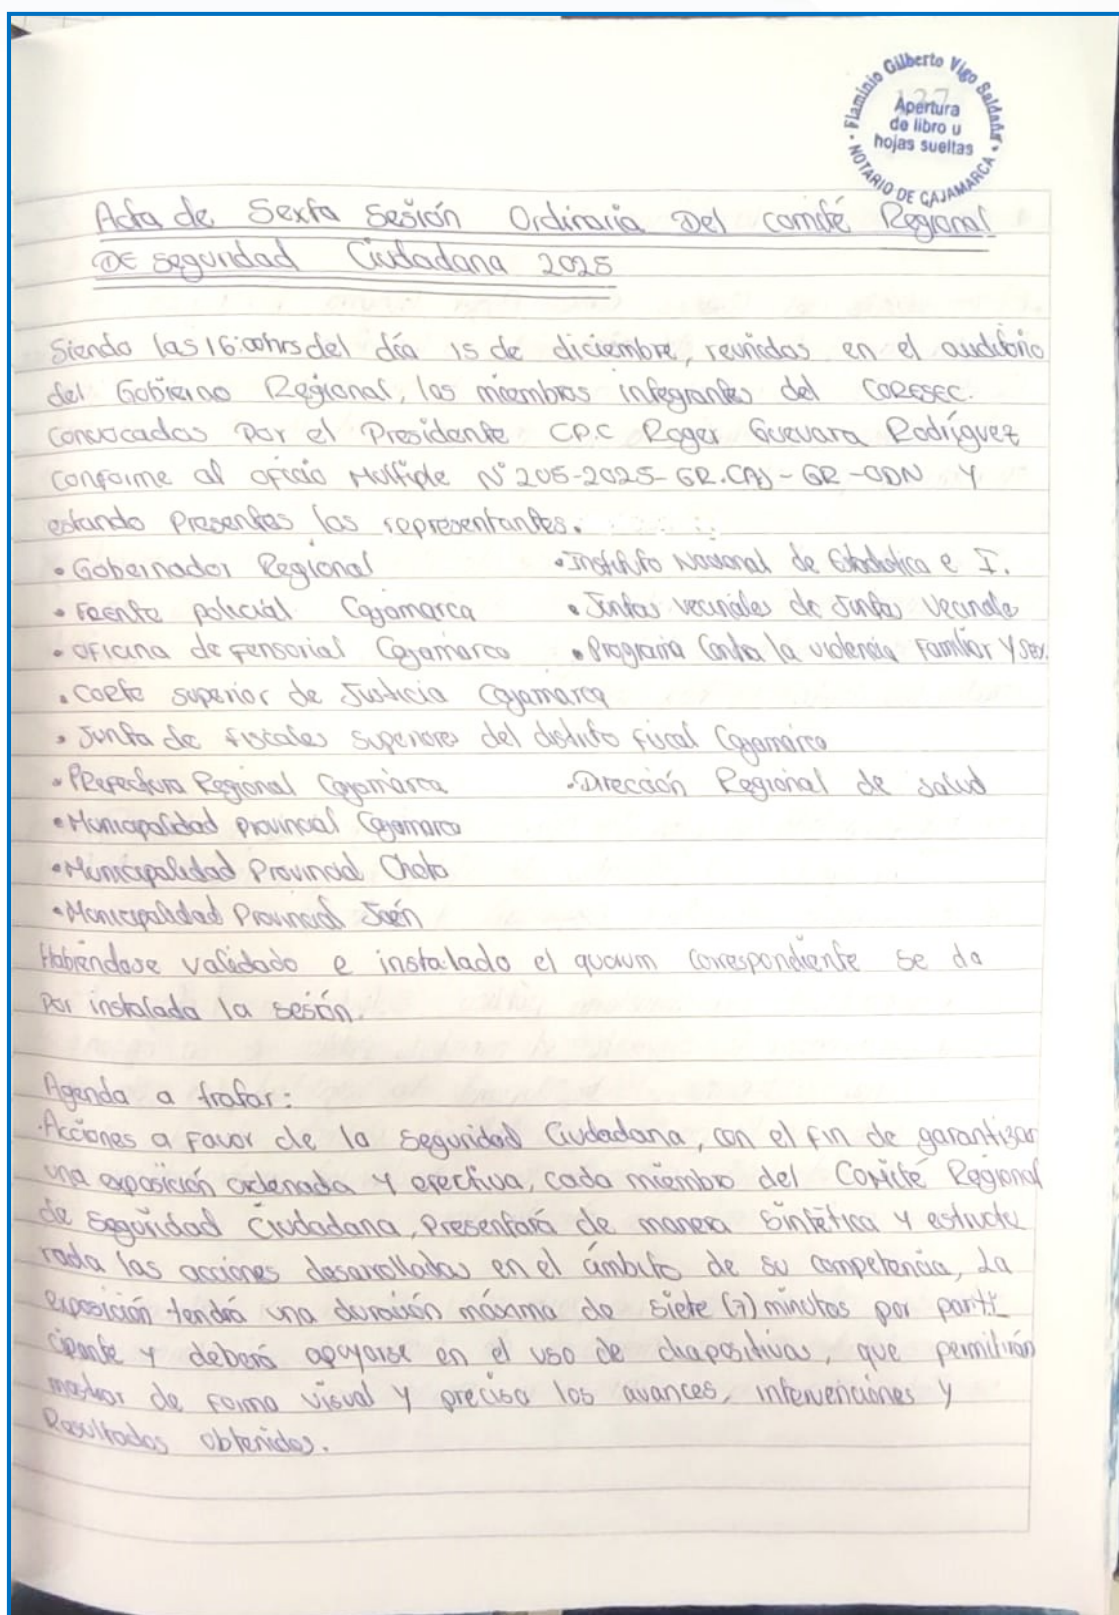 Flaminio Gilberto Vigo Saldaña
127
Apertura
de libro u
hojas sueltas
NOTARIO DE CAJAMARCA
Acta de Sexta Sesión Ordinaria Del comité Regional
DE seguridad Ciudadana 2025
Siendo las 16:00hrs del día 15 de diciembre, reunidos en el auditorio
del Gobierno Regional, los miembros integrantes del CORESEC.
Convocados Por el Presidente C.P.C Roger Guevara Rodríguez
conforme al oficio Multiple N° 205-2025-GR.CAJ-GR-ODN Y
estando Presentes los representantes.
• Gobernador Regional • Instituto Nacional de Estadistica e I.
• Frente policial Cajamarca • Juntas vecinales de Juntas Vecinale
• oficina defensorial Cajamarca • Programa Contra la violencia Familiar Y Sex.
• Corte superior de Justicia Cajamarca
• Junta de fiscales superiores del distrito fiscal Cajamarca
• Prefectura Regional Cajamarca • Dirección Regional de salud
• Municapalidad provincial Cajamarca
• Municipalidad Provincial Chota
• Municipalidad Provincial Jaén
Habiéndose validado e instalado el quorum correspondiente se da
Por instalada la sesión.
Agenda a tratar:
•Acciones a Favor de la seguridad Ciudadana, con el fin de garantizar
una exposición ordenada y efectiva, cada miembro del Comité Regional
de Seguridad Ciudadana, Presentará de manera sintética y estructu
rada las acciones desarrolladas en el ámbito de su competencia, La
exposición tendrá una duración máxima de siete (7) minutos por parti
cipante y deberá apoyarse en el uso de diapositivas, que permitirán
mostrar de forma visual y precisa los avances, intervenciones y
Resultados obtenidos.